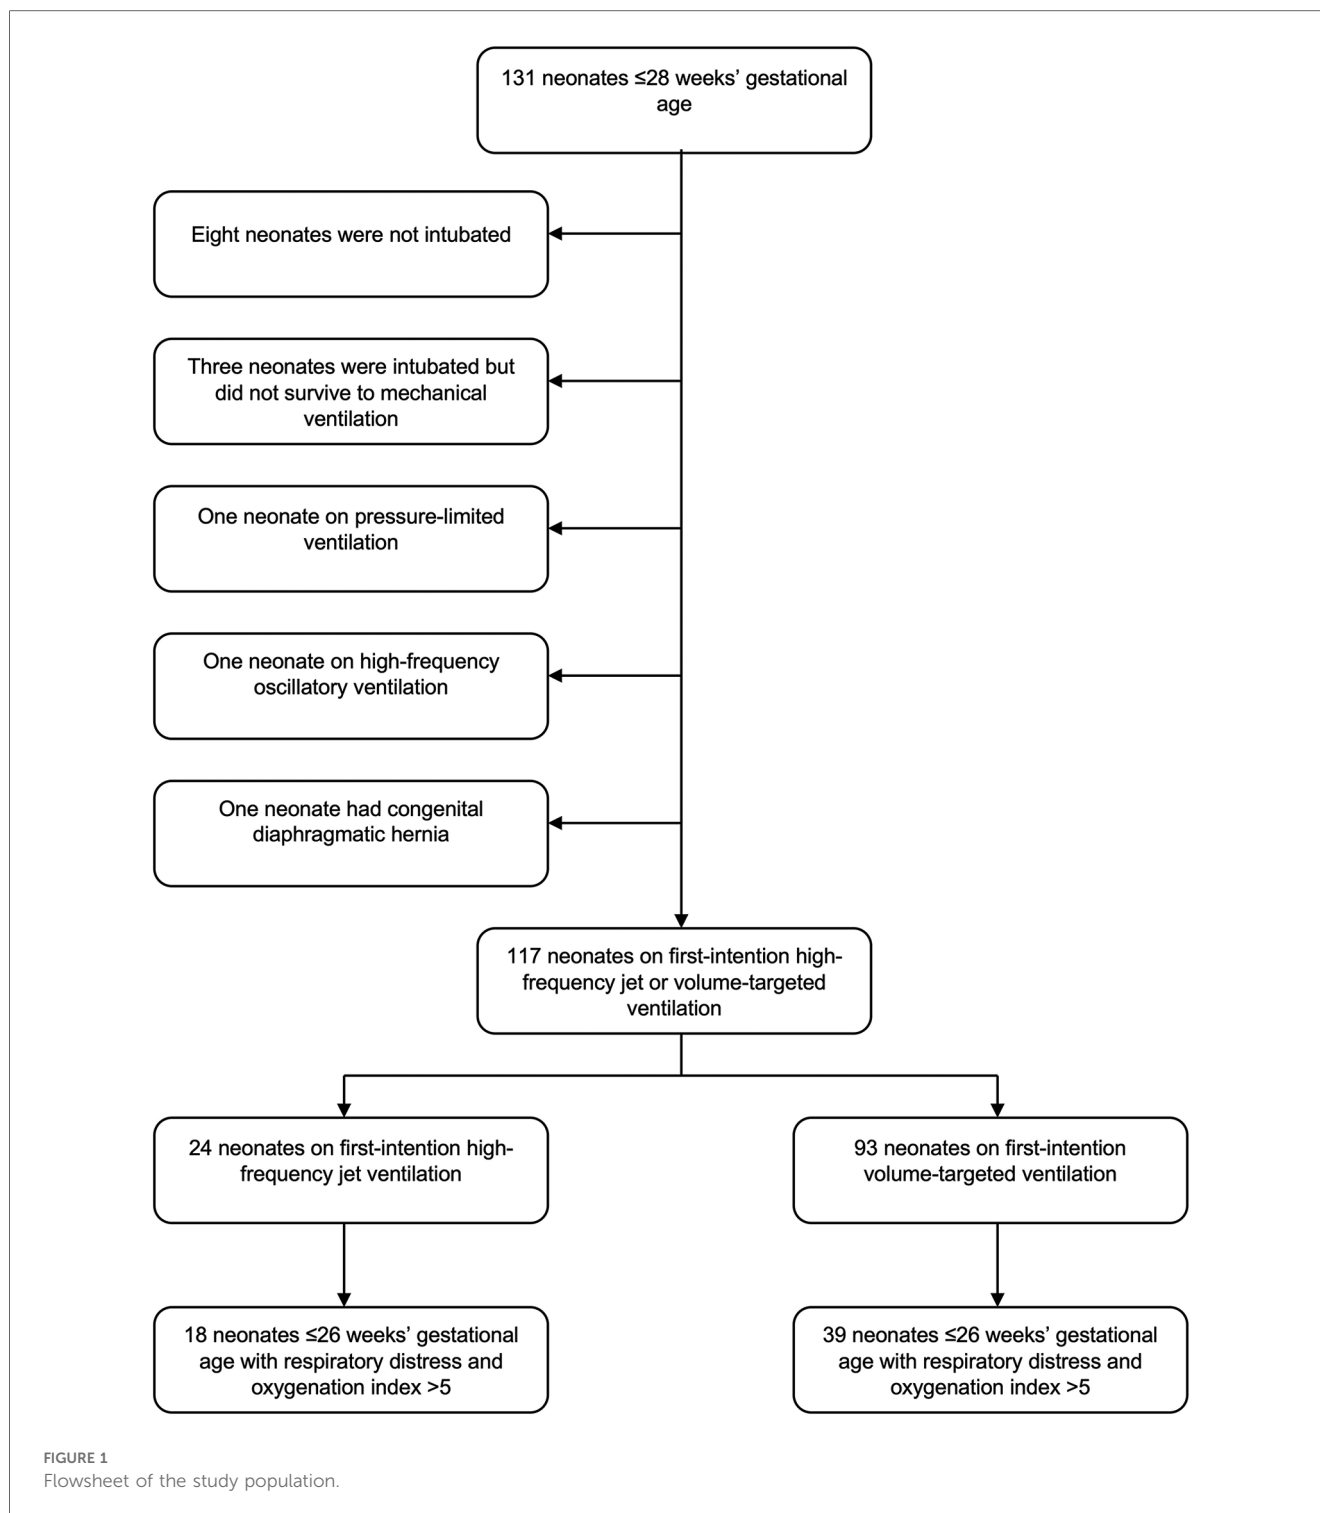 131 neonates ≤28 weeks’ gestational
age
Eight neonates were not intubated
Three neonates were intubated but
did not survive to mechanical
ventilation
One neonate on pressure-limited
ventilation
One neonate on high-frequency
oscillatory ventilation
One neonate had congenital
diaphragmatic hernia
117 neonates on first-intention high-
frequency jet or volume-targeted
ventilation
24 neonates on first-intention high-
frequency jet ventilation
93 neonates on first-intention
volume-targeted ventilation
18 neonates ≤26 weeks’ gestational
age with respiratory distress and
oxygenation index >5
39 neonates ≤26 weeks’ gestational
age with respiratory distress and
oxygenation index >5
FIGURE 1
Flowsheet of the study population.